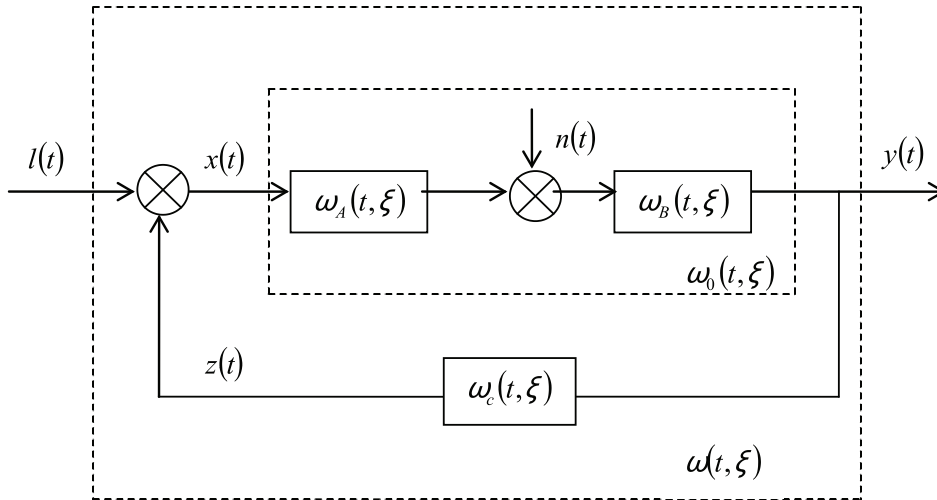 l(t)
x(t)
n(t)
y(t)
ω_A(t,ξ)
ω_B(t,ξ)
ω_0(t,ξ)
z(t)
ω_c(t,ξ)
ω(t,ξ)